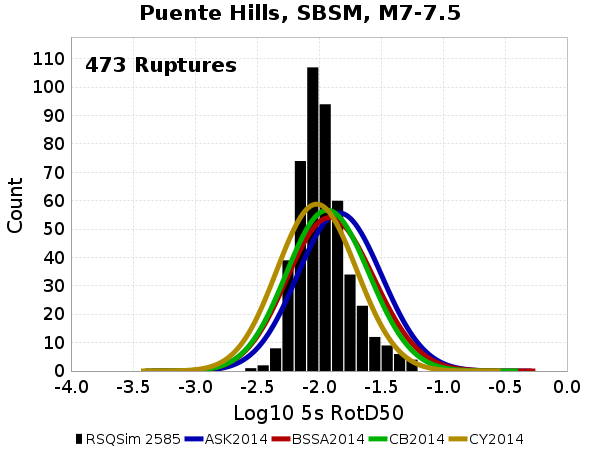 Puente Hills, SBSM, M7-7.5
473 Ruptures
110
100
90
80
70
60
50
40
30
20
10
0
Count
-4.0 -3.5 -3.0 -2.5 -2.0 -1.5 -1.0 -0.5 0.0
Log10 5s RotD50
RSQSim 2585 ASK2014 BSSA2014 CB2014 CY2014